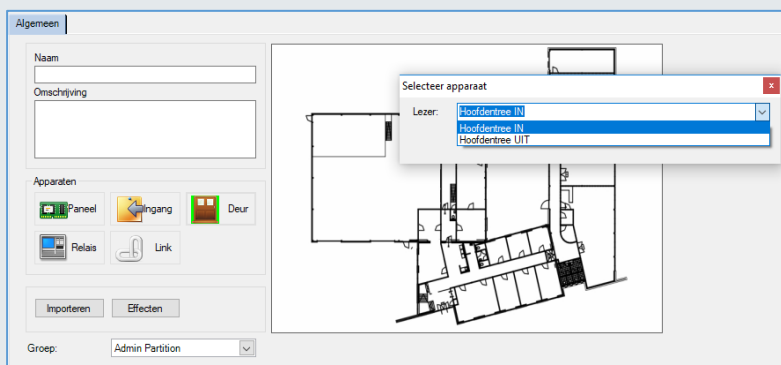 Algemeen
Naam
Omschrijving
Selecteer apparaat
x
Lezer:
Hoofdentree IN
Hoofdentree IN
Hoofdentree UIT
Apparaten
Paneel
Ingang
Deur
Relais
Link
Importeren
Effecten
Groep:
Admin Partition